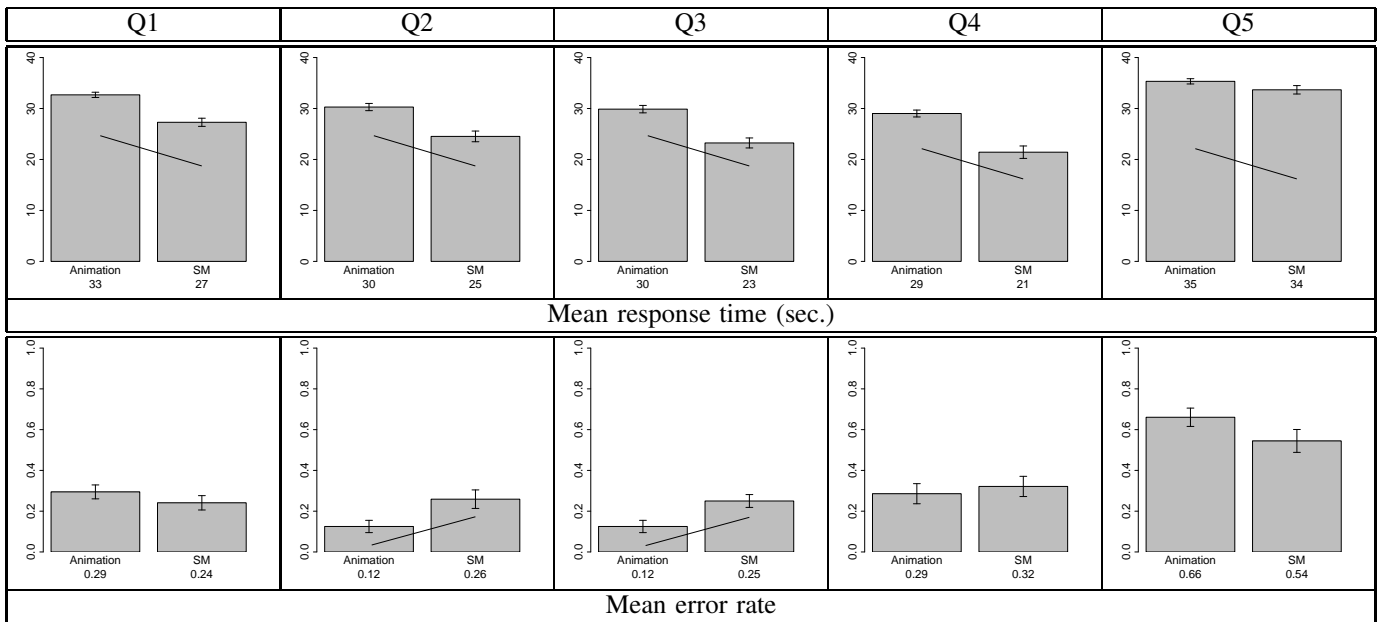 Q1 Q2 Q3 Q4 Q5
40 40 40 40 40
30 30 30 30 30
20 20 20 20 20
10 10 10 10 10
0 0 0 0 0
Animation SM Animation SM Animation SM Animation SM Animation SM
33 27 30 25 30 23 29 21 35 34
Mean response time (sec.)
1.0 1.0 1.0 1.0 1.0
0.8 0.8 0.8 0.8 0.8
0.6 0.6 0.6 0.6 0.6
0.4 0.4 0.4 0.4 0.4
0.2 0.2 0.2 0.2 0.2
0.0 0.0 0.0 0.0 0.0
Animation SM Animation SM Animation SM Animation SM Animation SM
0.29 0.24 0.12 0.26 0.12 0.25 0.29 0.32 0.66 0.54
Mean error rate